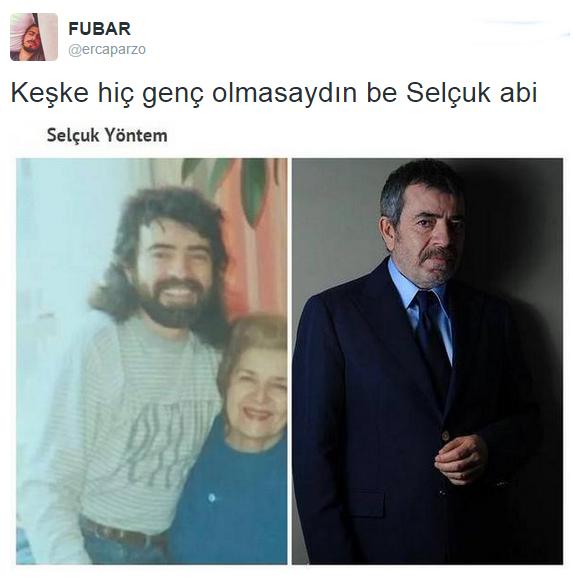 FUBAR
@ercaparzo
Keşke hiç genç olmasaydın be Selçuk abi
Selçuk Yöntem